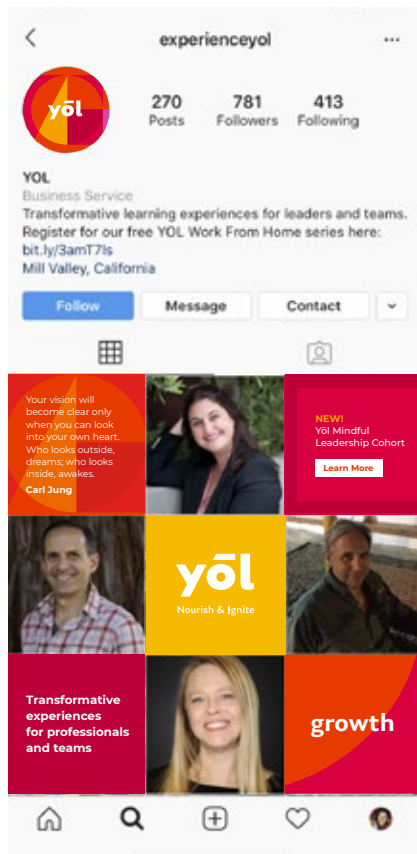 experienceyol
yōl
270
781
413
Posts
Followers
Following
YOL
Business Service
Transformative learning experiences for leaders and teams.
Register for our free YOL Work From Home series here:
bit.ly/3amT7ls
Mill Valley, California
Follow
Message
Contact
Your vision will
become clear only
when you can look
into your own heart.
Who looks outside,
dreams; who looks
inside, awakes.
Carl Jung
NEW!
Yōl Mindful
Leadership Cohort
Learn More
yōl
Nourish & Ignite
Transformative
experiences
for professionals
and teams
growth